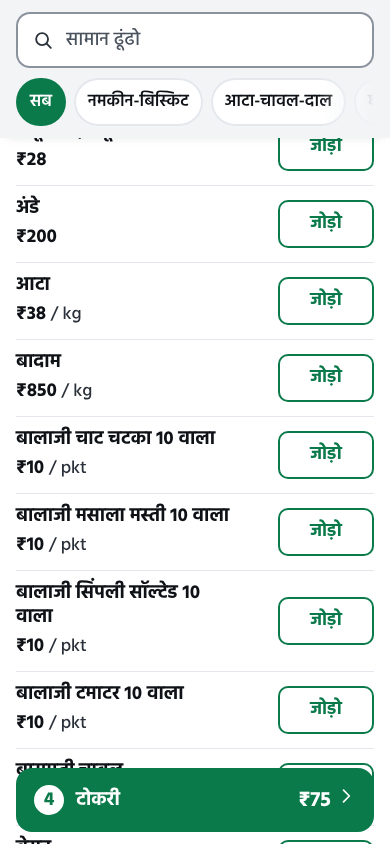 सामान ढूंढो
सब
नमकीन-बिस्किट
आटा-चावल-दाल
₹28
जोड़ो
अंडे
₹200
जोड़ो
आटा
₹38 / kg
जोड़ो
बादाम
₹850 / kg
जोड़ो
बालाजी चाट चटका 10 वाला
₹10 / pkt
जोड़ो
बालाजी मसाला मस्ती 10 वाला
₹10 / pkt
जोड़ो
बालाजी सिंपली सॉल्टेड 10
वाला
₹10 / pkt
जोड़ो
बालाजी टमाटर 10 वाला
₹10 / pkt
जोड़ो
4
टोकरी
₹75